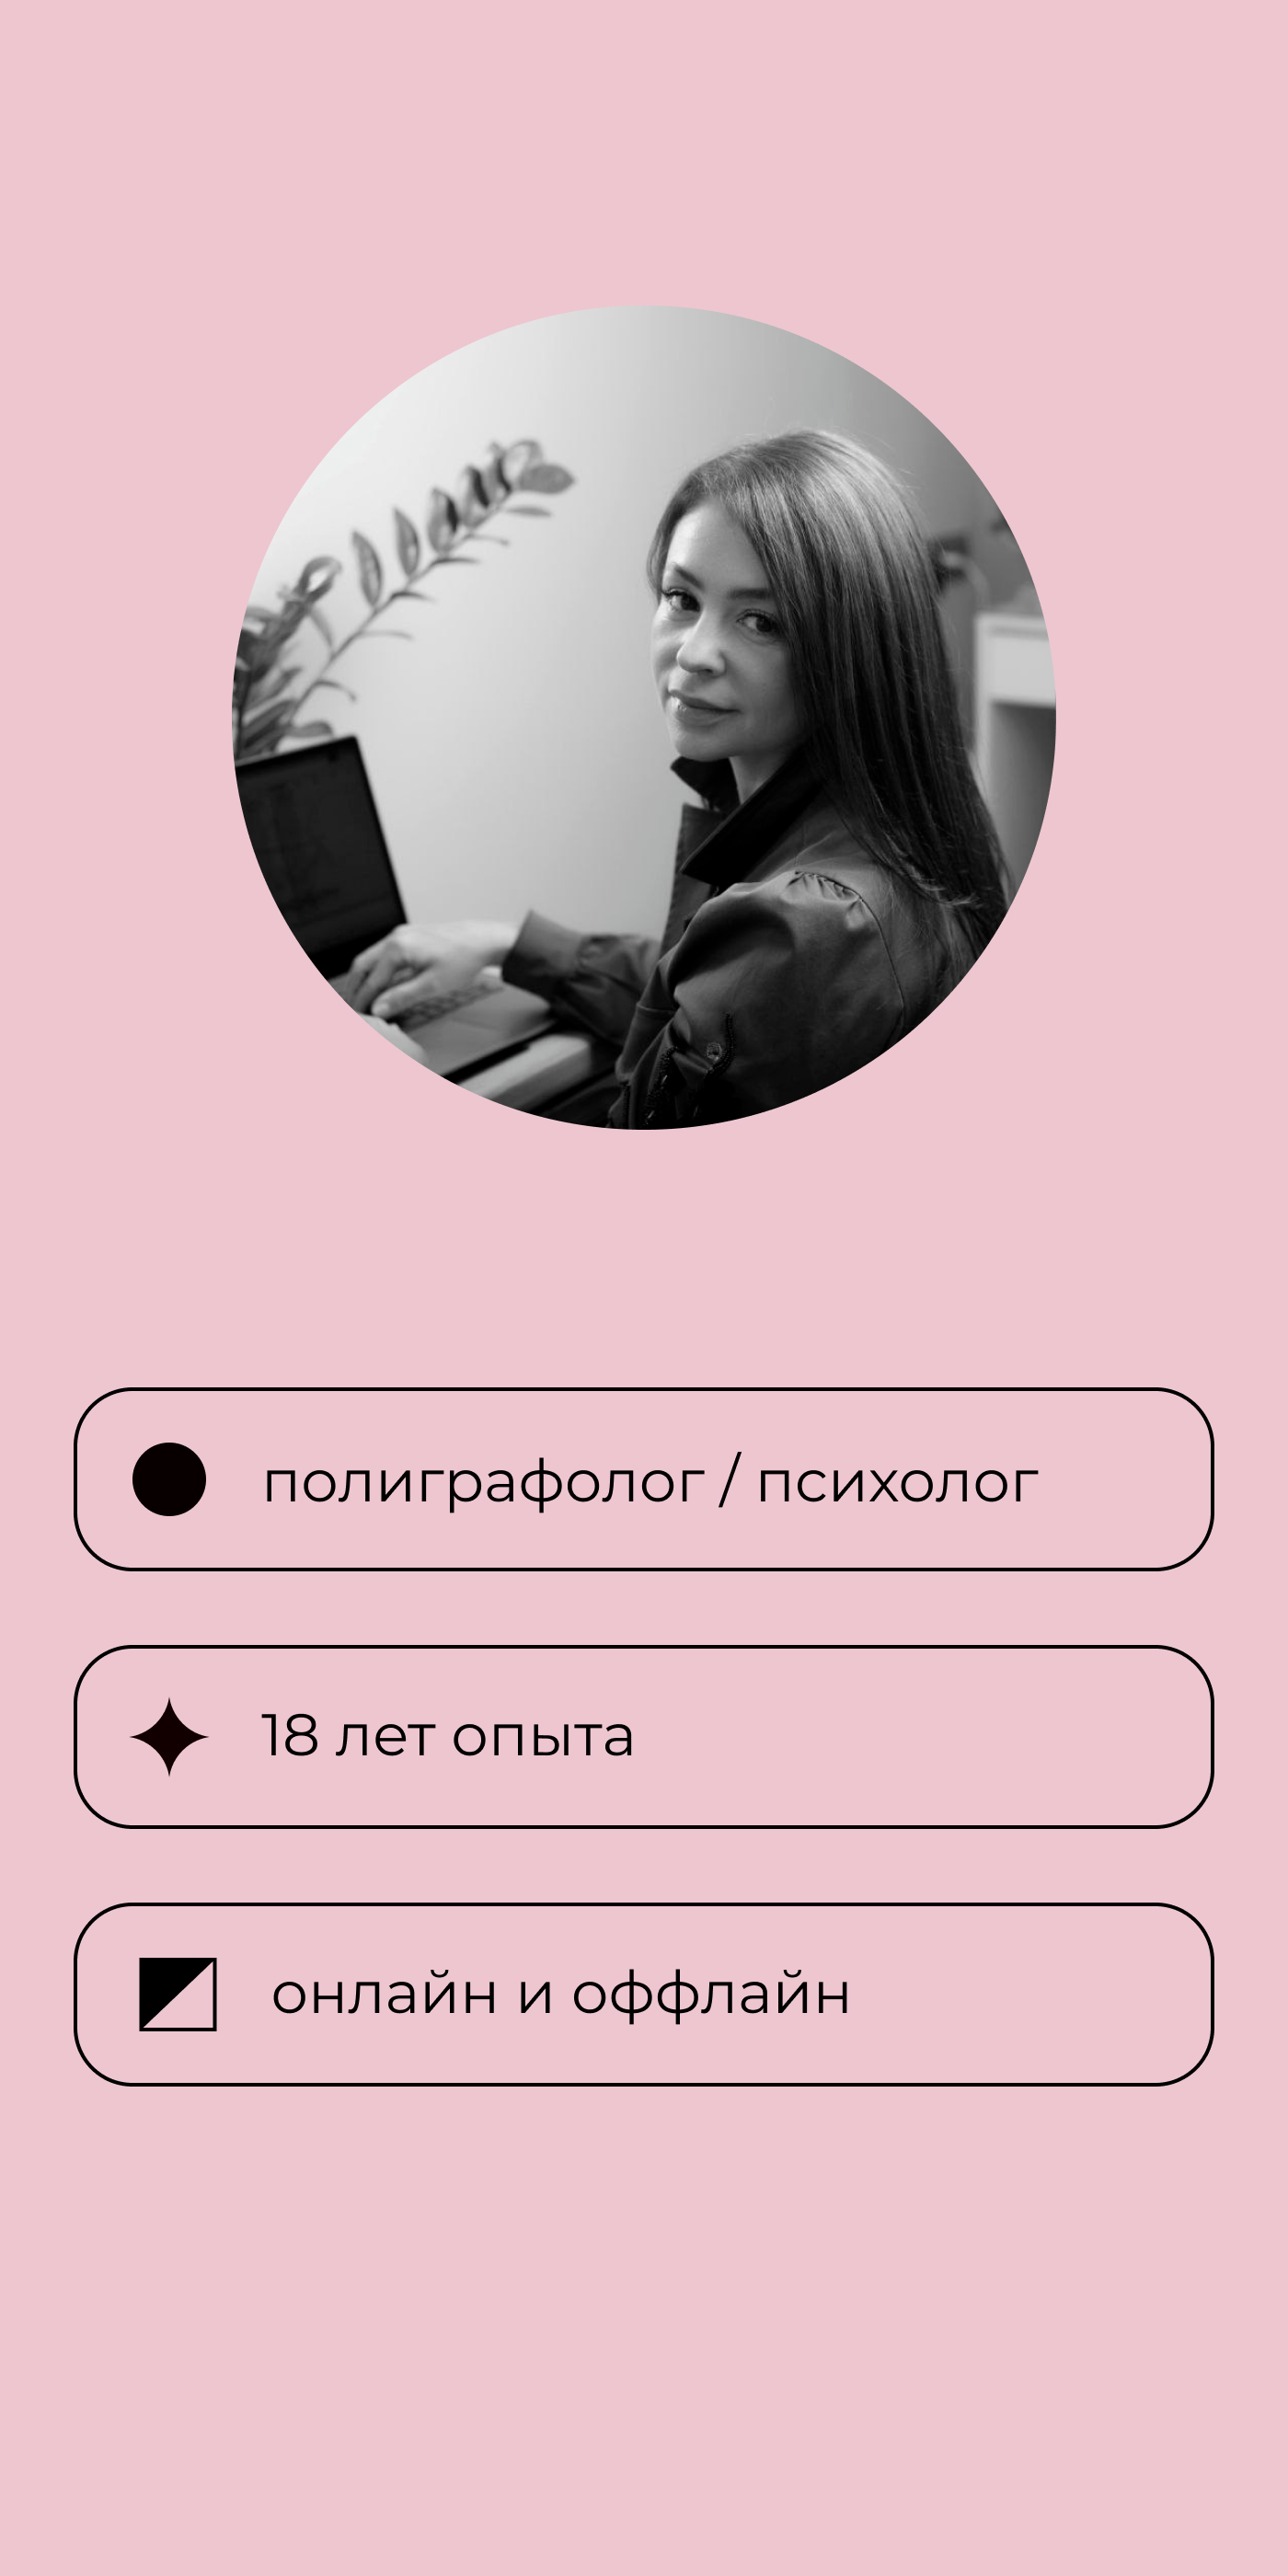 полиграфолог / психолог
18 лет опыта
онлайн и оффлайн